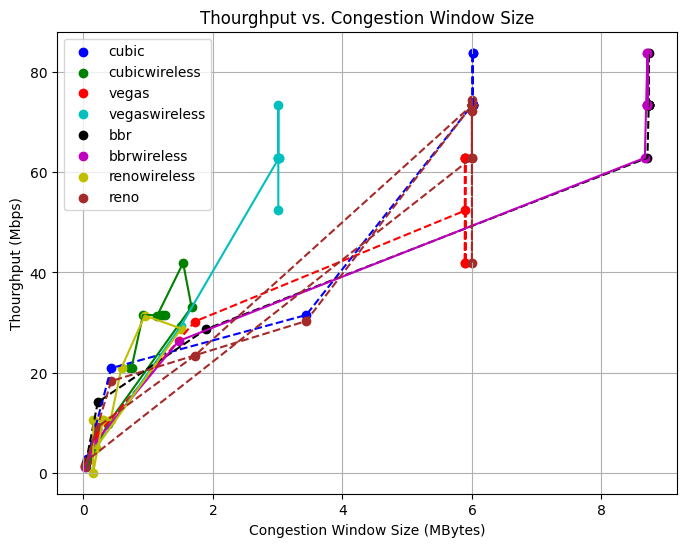 Thourghput vs. Congestion Window Size
Thourghput (Mbps)
80
60
40
20
0
cubic
cubicwireless
vegas
vegaswireless
bbr
bbrwireless
renowireless
reno
0 2 4 6 8
Congestion Window Size (MBytes)